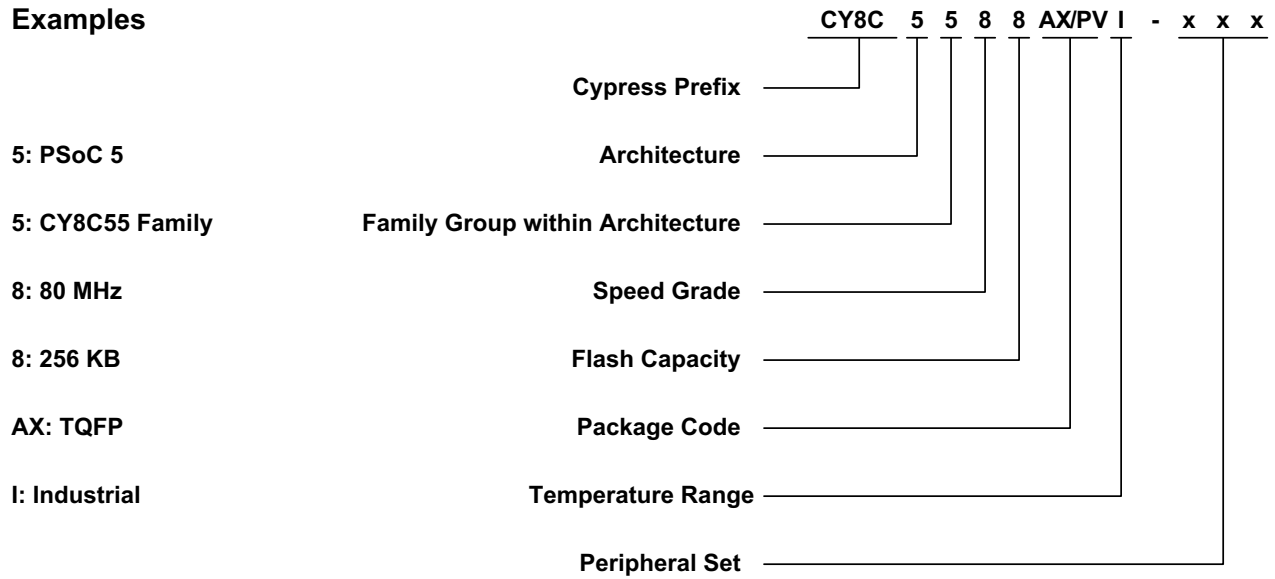 Examples CY8C 5 5 8 8 AX/PV I - x x x
Cypress Prefix
5: PSoC 5 Architecture
5: CY8C55 Family Family Group within Architecture
8: 80 MHz Speed Grade
8: 256 KB Flash Capacity
AX: TQFP Package Code
I: Industrial Temperature Range
Peripheral Set